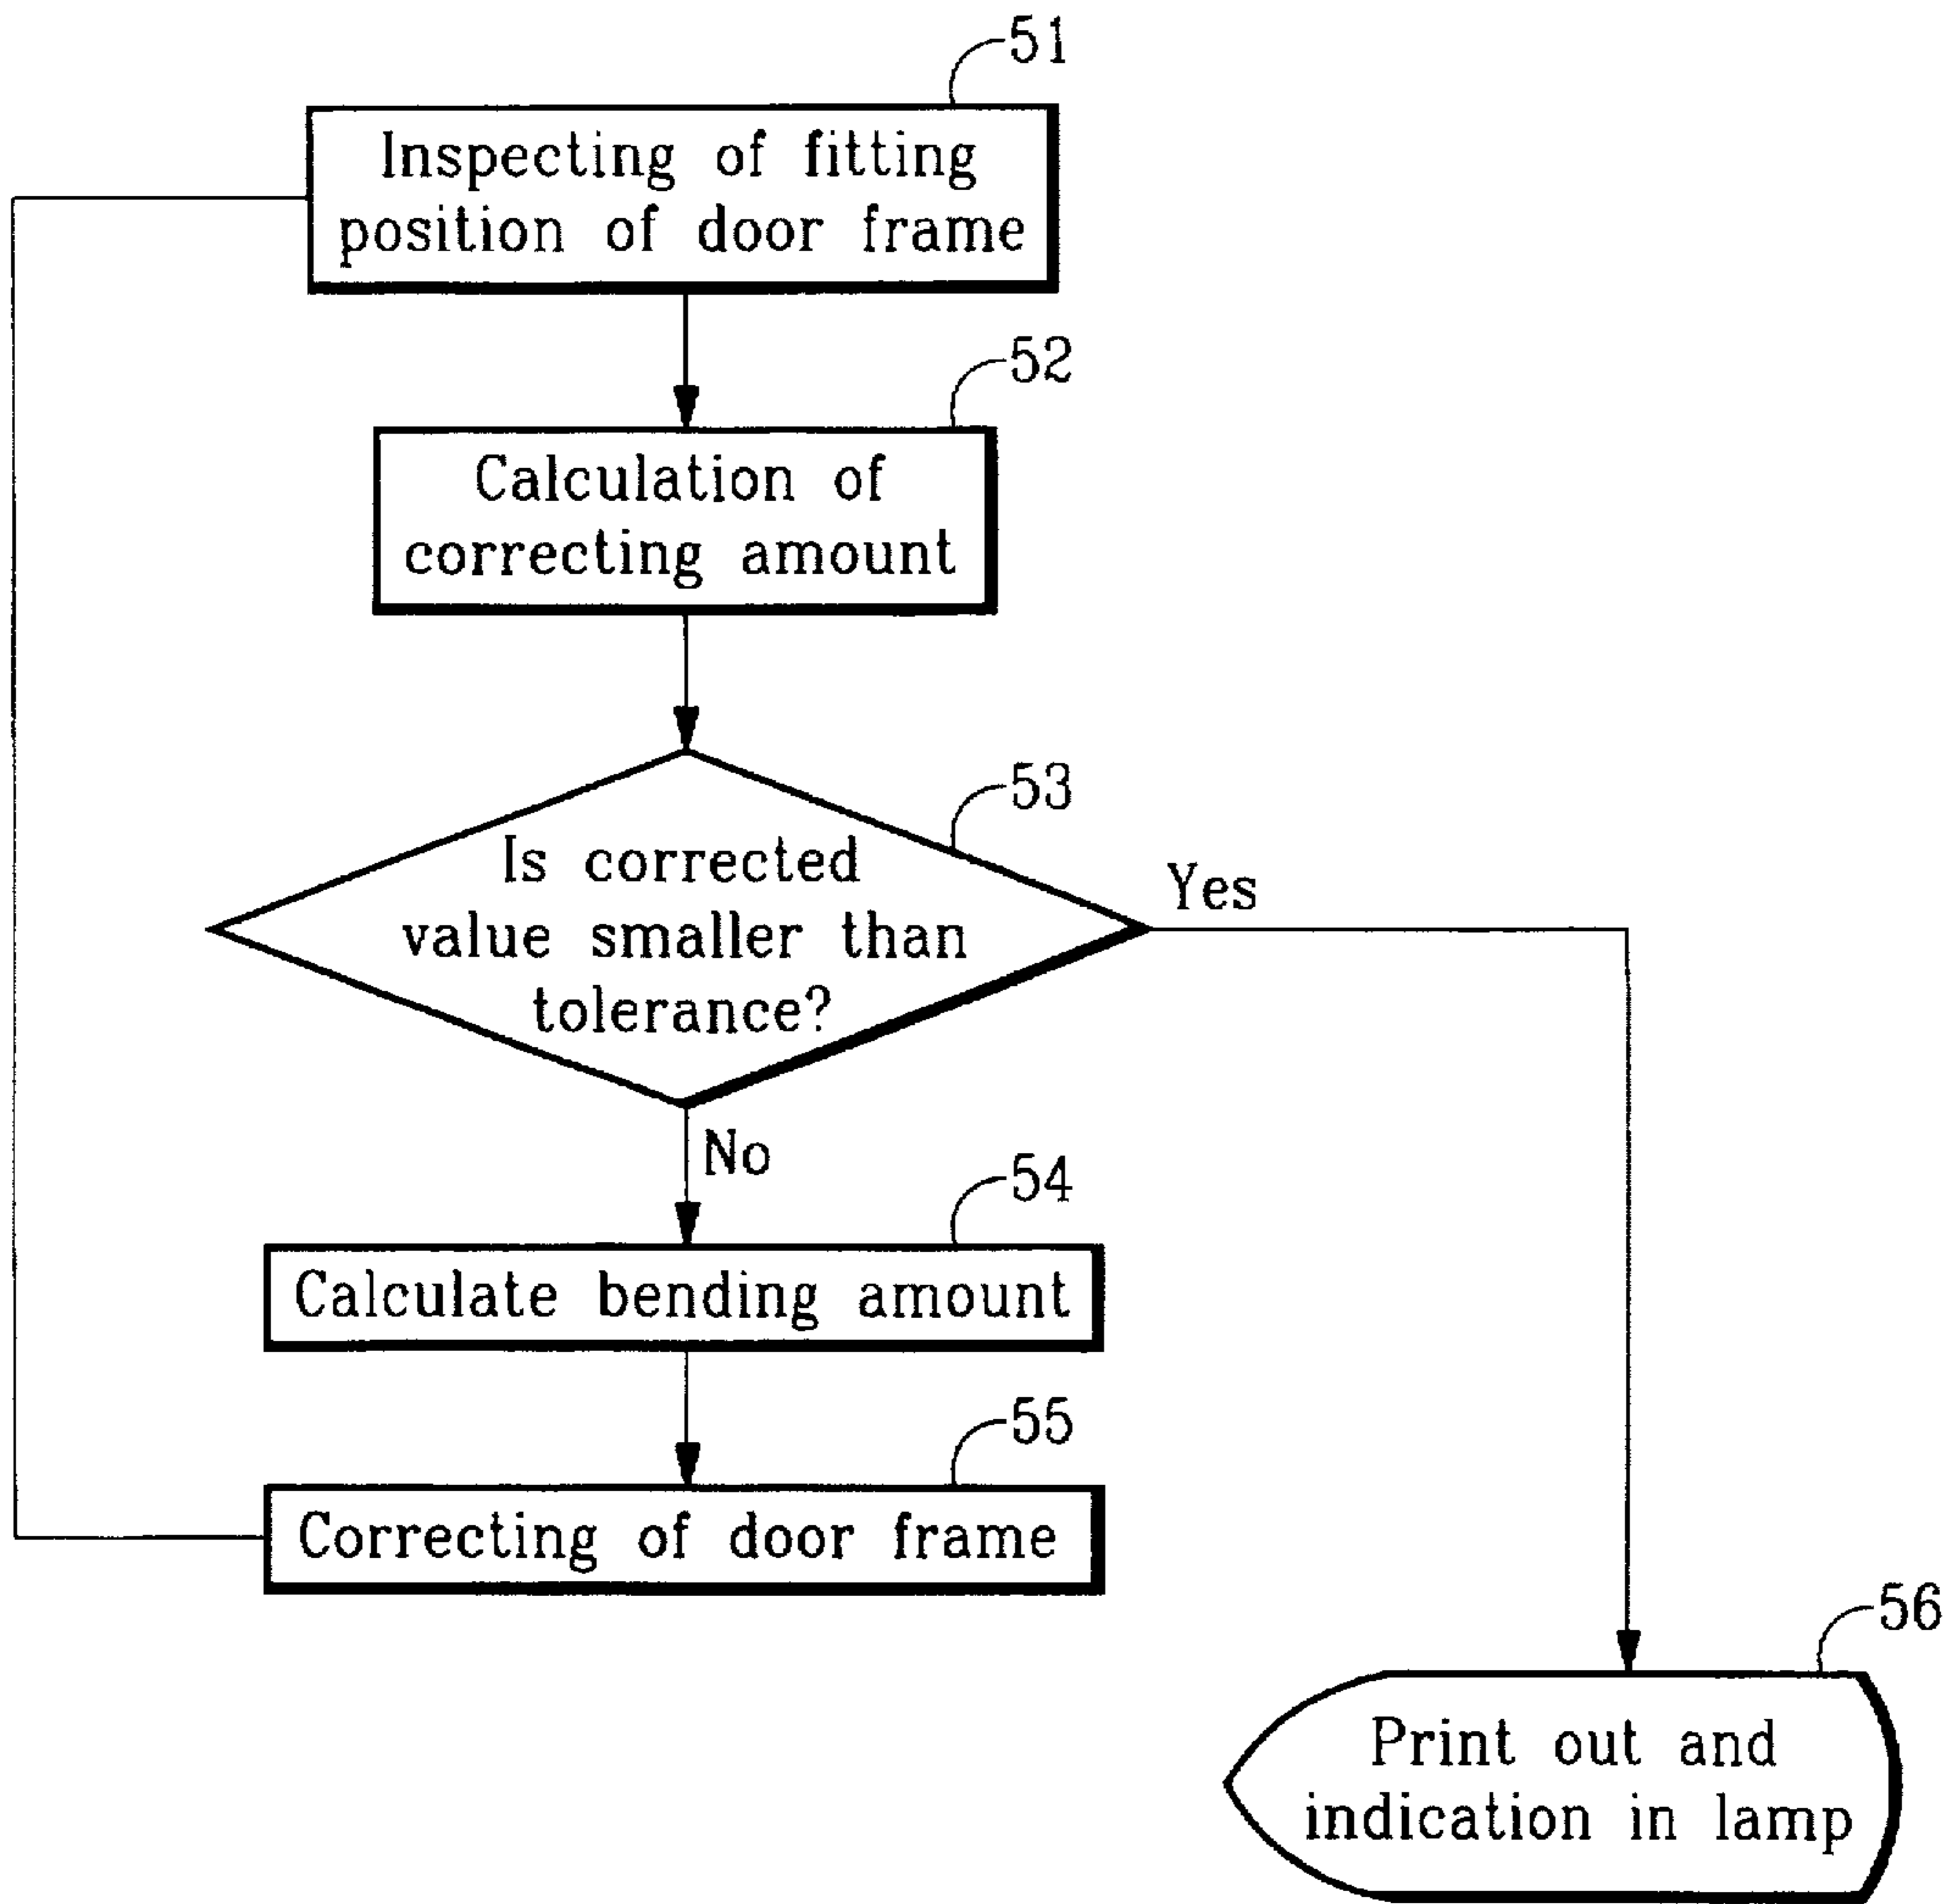 51
Inspecting of fitting
position of door frame
52
Calculation of
correcting amount
53
Is corrected
value smaller than
tolerance?
Yes
No
54
Calculate bending amount
55
Correcting of door frame
56
Print out and
indication in lamp